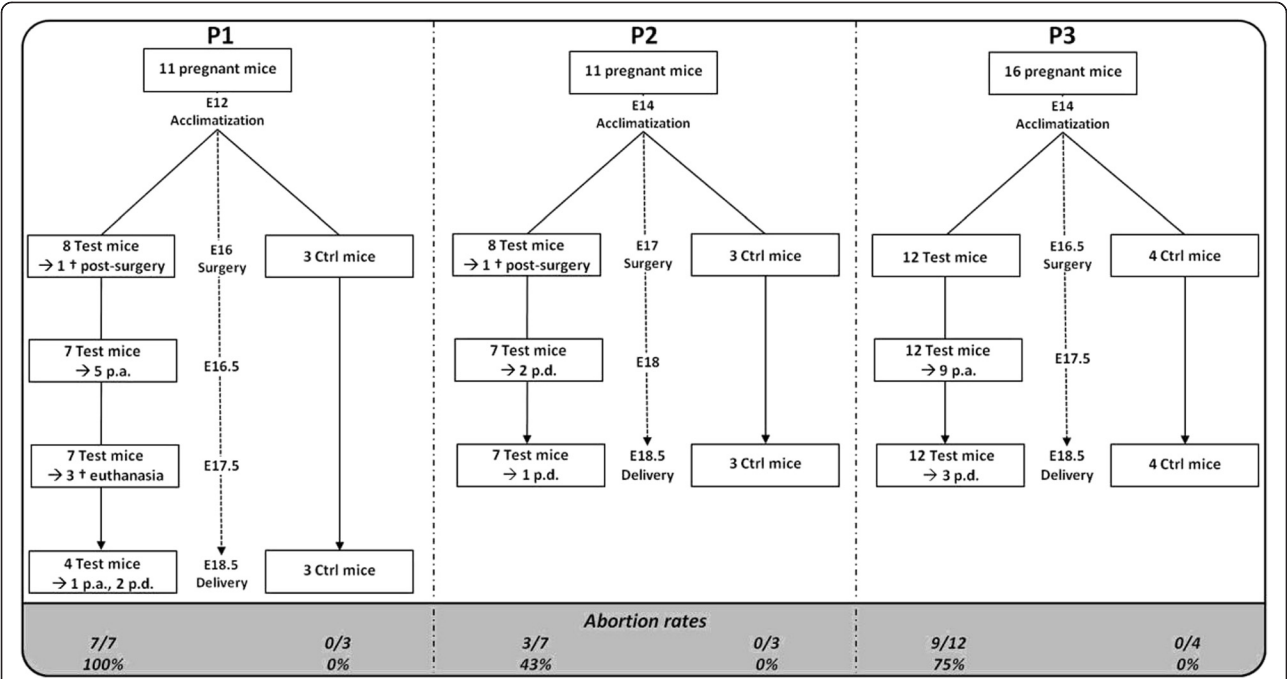 P1
11 pregnant mice
E12
Acclimatization
8 Test mice
→ 1 † post-surgery
E16
Surgery
3 Ctrl mice
7 Test mice
→ 5 p.a.
E16.5
7 Test mice
→ 3 † euthanasia
E17.5
4 Test mice
→ 1 p.a., 2 p.d.
E18.5
Delivery
3 Ctrl mice
P2
11 pregnant mice
E14
Acclimatization
8 Test mice
→ 1 † post-surgery
E17
Surgery
3 Ctrl mice
7 Test mice
→ 2 p.d.
E18
7 Test mice
→ 1 p.d.
E18.5
Delivery
3 Ctrl mice
P3
16 pregnant mice
E14
Acclimatization
12 Test mice
E16.5
Surgery
4 Ctrl mice
12 Test mice
→ 9 p.a.
E17.5
12 Test mice
→ 3 p.d.
E18.5
Delivery
4 Ctrl mice
Abortion rates
7/7 0/3 3/7 0/3 9/12 0/4
100% 0% 43% 0% 75% 0%